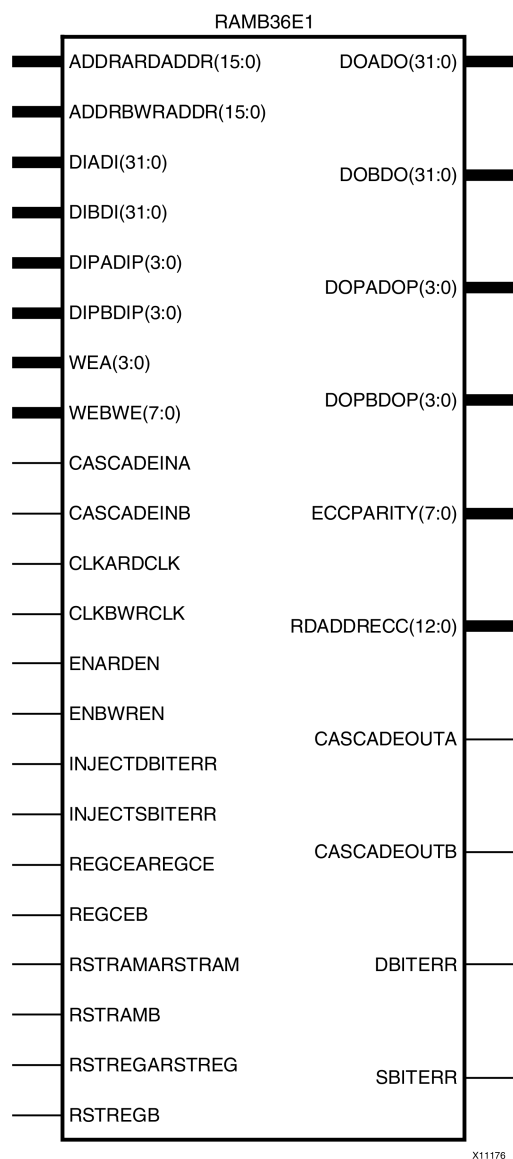 RAMB36E1
ADDRARDADDR(15:0)
ADDRBWRADDR(15:0)
DIADI(31:0)
DIBDI(31:0)
DIPADIP(3:0)
DIPBDIP(3:0)
WEA(3:0)
WEBWE(7:0)
CASCADEINA
CASCADEINB
CLKARDCLK
CLKBWRCLK
ENARDEN
ENBWREN
INJECTDBITERR
INJECTSBITERR
REGCEAREGCE
REGCEB
RSTRAMARSTRAM
RSTRAMB
RSTREGARSTREG
RSTREGB
DOADO(31:0)
DOBDO(31:0)
DOPADOP(3:0)
DOPBDOP(3:0)
ECCPARITY(7:0)
RDADDRECC(12:0)
CASCADEOUTA
CASCADEOUTB
DBITERR
SBITERR
X11176